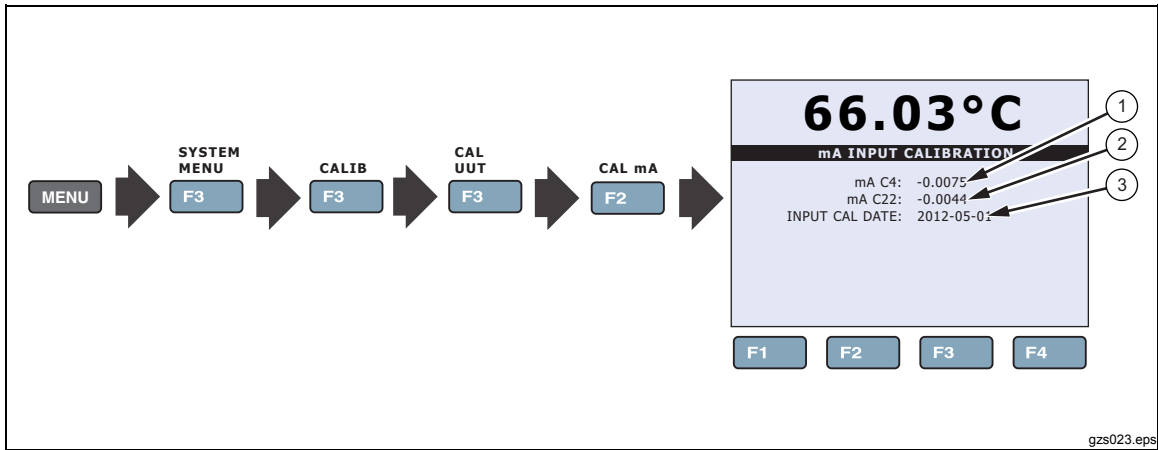 MENU
SYSTEM
MENU
F3
CALIB
F3
CAL
UUT
F3
CAL mA
F2
66.03°C
mA INPUT CALIBRATION
mA C4: -0.0075
mA C22: -0.0044
INPUT CAL DATE: 2012-05-01
1
2
3
F1 F2 F3 F4
gzs023.eps